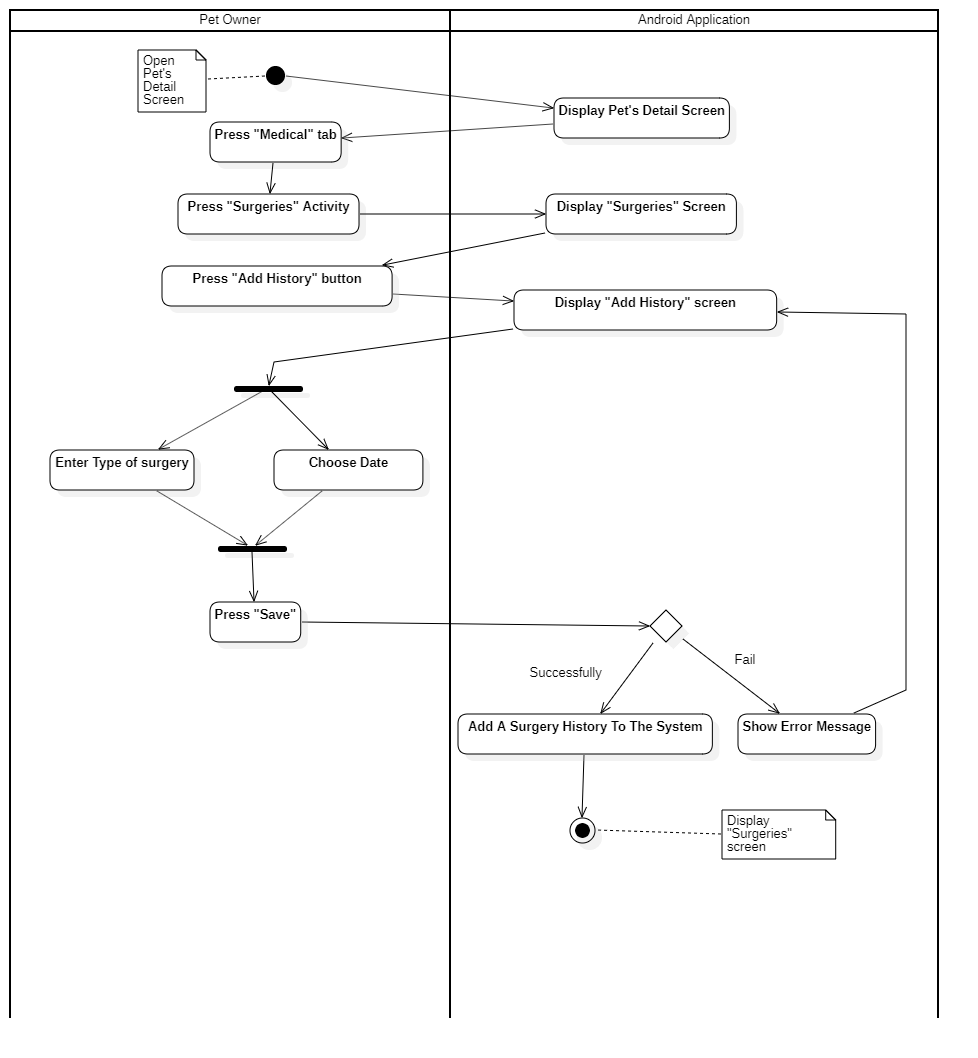 Pet Owner
Android Application
Open
Pet's
Detail
Screen
Display Pet's Detail Screen
Press "Medical" tab
Press "Surgeries" Activity
Display "Surgeries" Screen
Press "Add History" button
Display "Add History" screen
Enter Type of surgery
Choose Date
Press "Save"
Successfully
Fail
Add A Surgery History To The System
Show Error Message
Display
"Surgeries"
screen